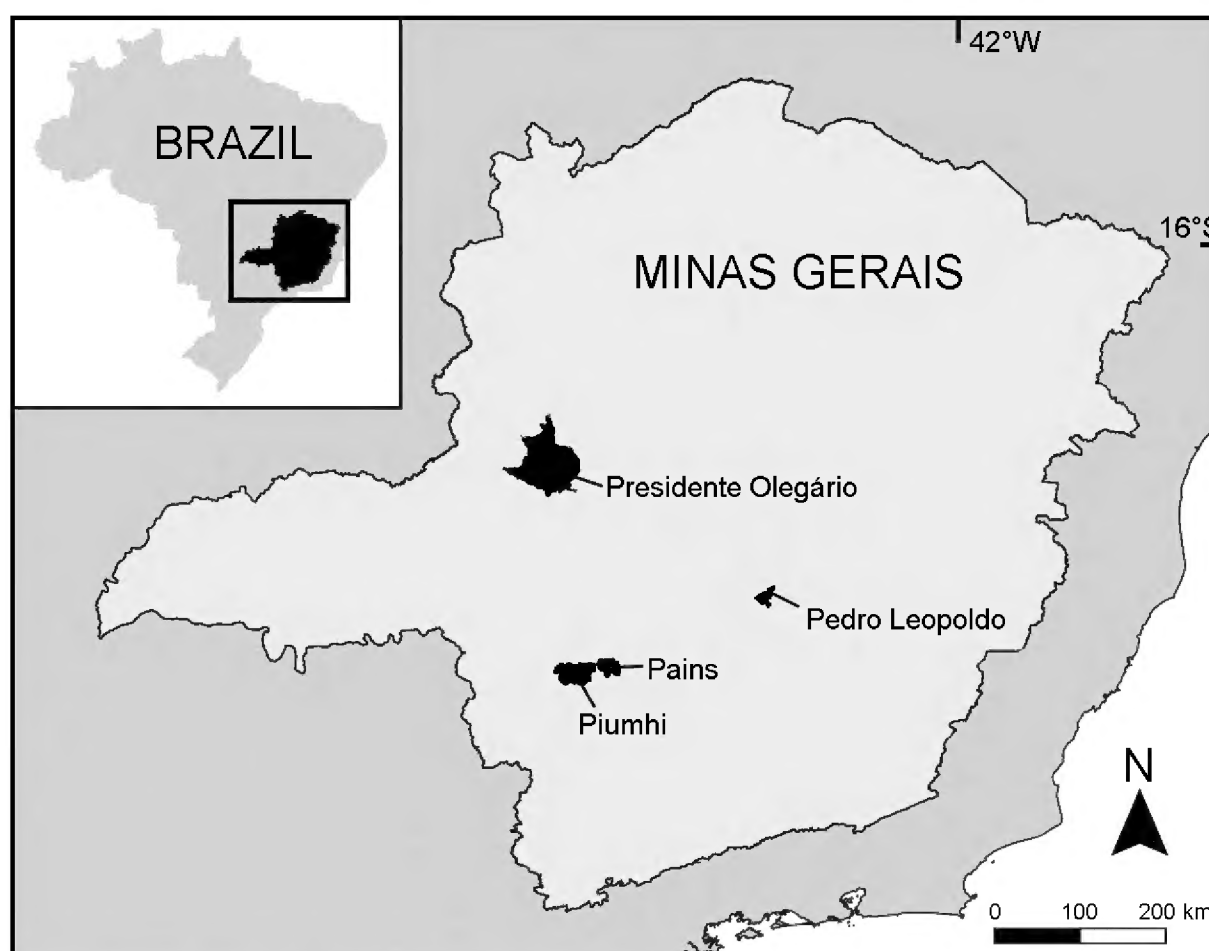 42°W
BRAZIL
16°S
MINAS GERAIS
Presidente Olegário
Pedro Leopoldo
Pains
Piumhi
N
0 100 200 km